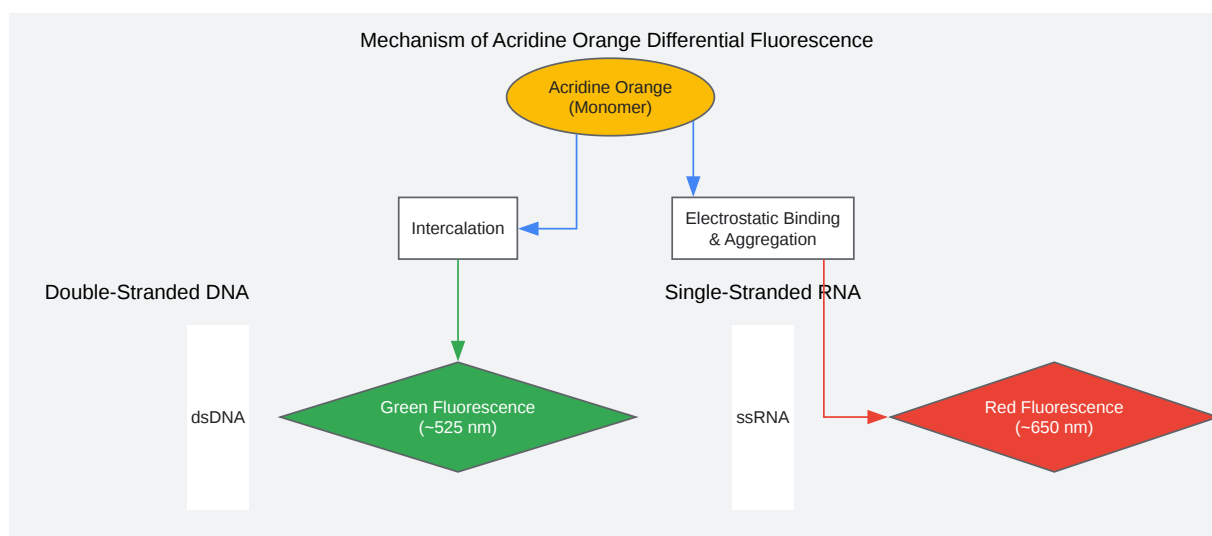 Mechanism of Acridine Orange Differential Fluorescence
Acridine Orange
(Monomer)
Intercalation
Electrostatic Binding
& Aggregation
Double-Stranded DNA
Single-Stranded RNA
dsDNA
Green Fluorescence
(~525 nm)
ssRNA
Red Fluorescence
(~650 nm)